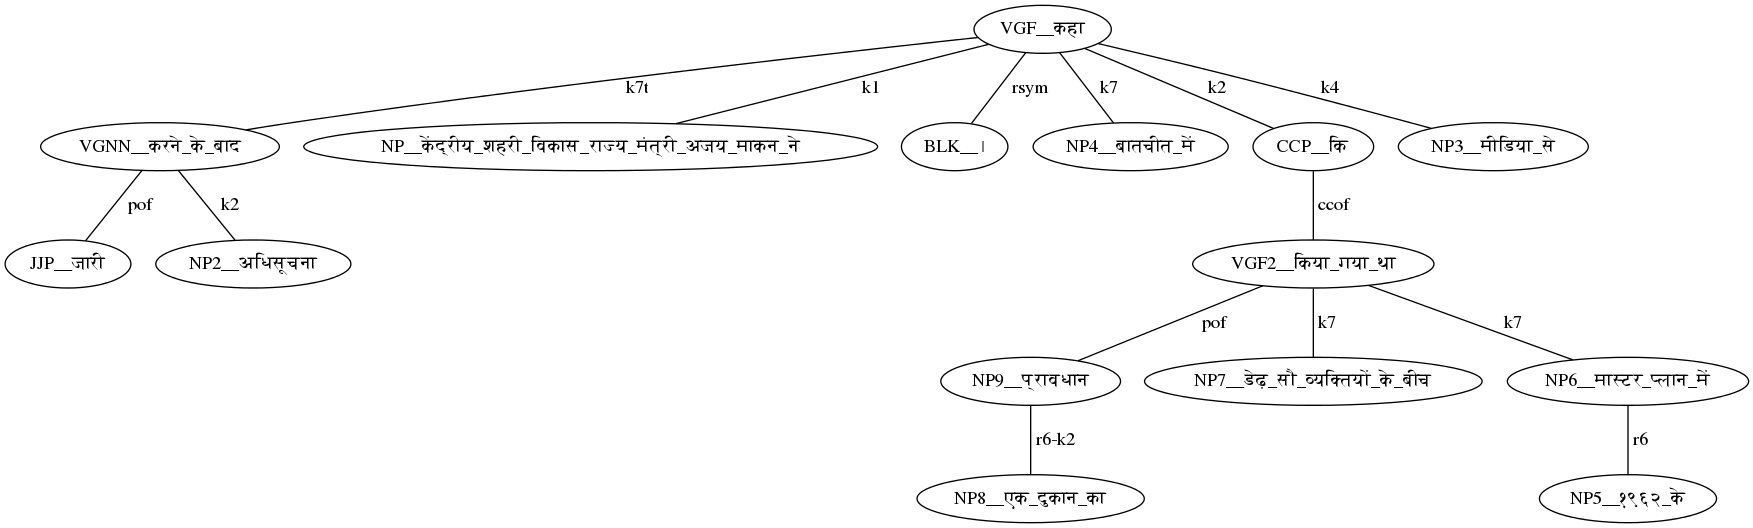 VGF__कहा
k7t k1 rsym k7 k2 k4
VGNN__करने_के_बाद NP__केंद्रीय_शहरी_विकास_राज्य_मंत्री_अजय_माकन_ने BLK__। NP4__बातचीत_में CCP__कि NP3__मीडिया_से
pof k2 ccof
JJP__जारी NP2__अधिसूचना VGF2__किया_गया_था
pof k7 k7
NP9__प्रावधान NP7__डेढ़_सौ_व्यक्तियों_के_बीच NP6__मास्टर_प्लान_में
r6-k2 r6
NP8__एक_दुकान_का NP5__१९६२_के